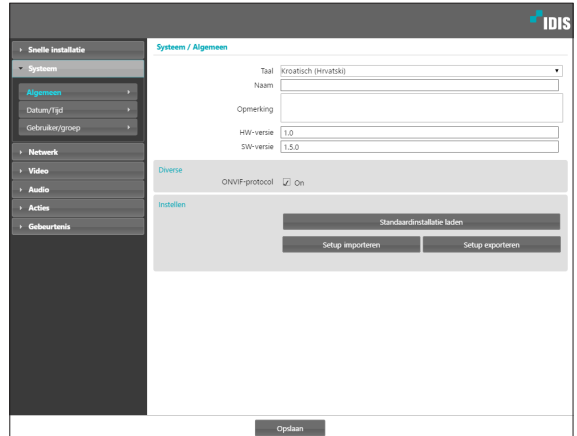 IDIS
Snelle installatie
Systeem
Algemeen
Datum/Tijd
Gebruiker/groep
Netwerk
Video
Audio
Acties
Gebeurtenis
Systeem / Algemeen
Taal Kroatisch (Hrvatski)
Naam
Opmerking
HW-versie 1.0
SW-versie 1.5.0
Diverse
ONVIF-protocol On
Instellen
Standaardinstallatie laden
Setup importeren Setup exporteren
Opslaan